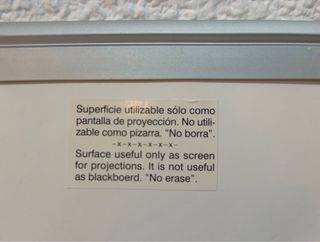 Superficie utilizable sólo como
pantalla de proyección. No utili-
zable como pizarra. "No borra".
-x-x-x-x-x-x-
Surface useful only as screen
for projections. It is not useful
as blackboerd. "No erase".